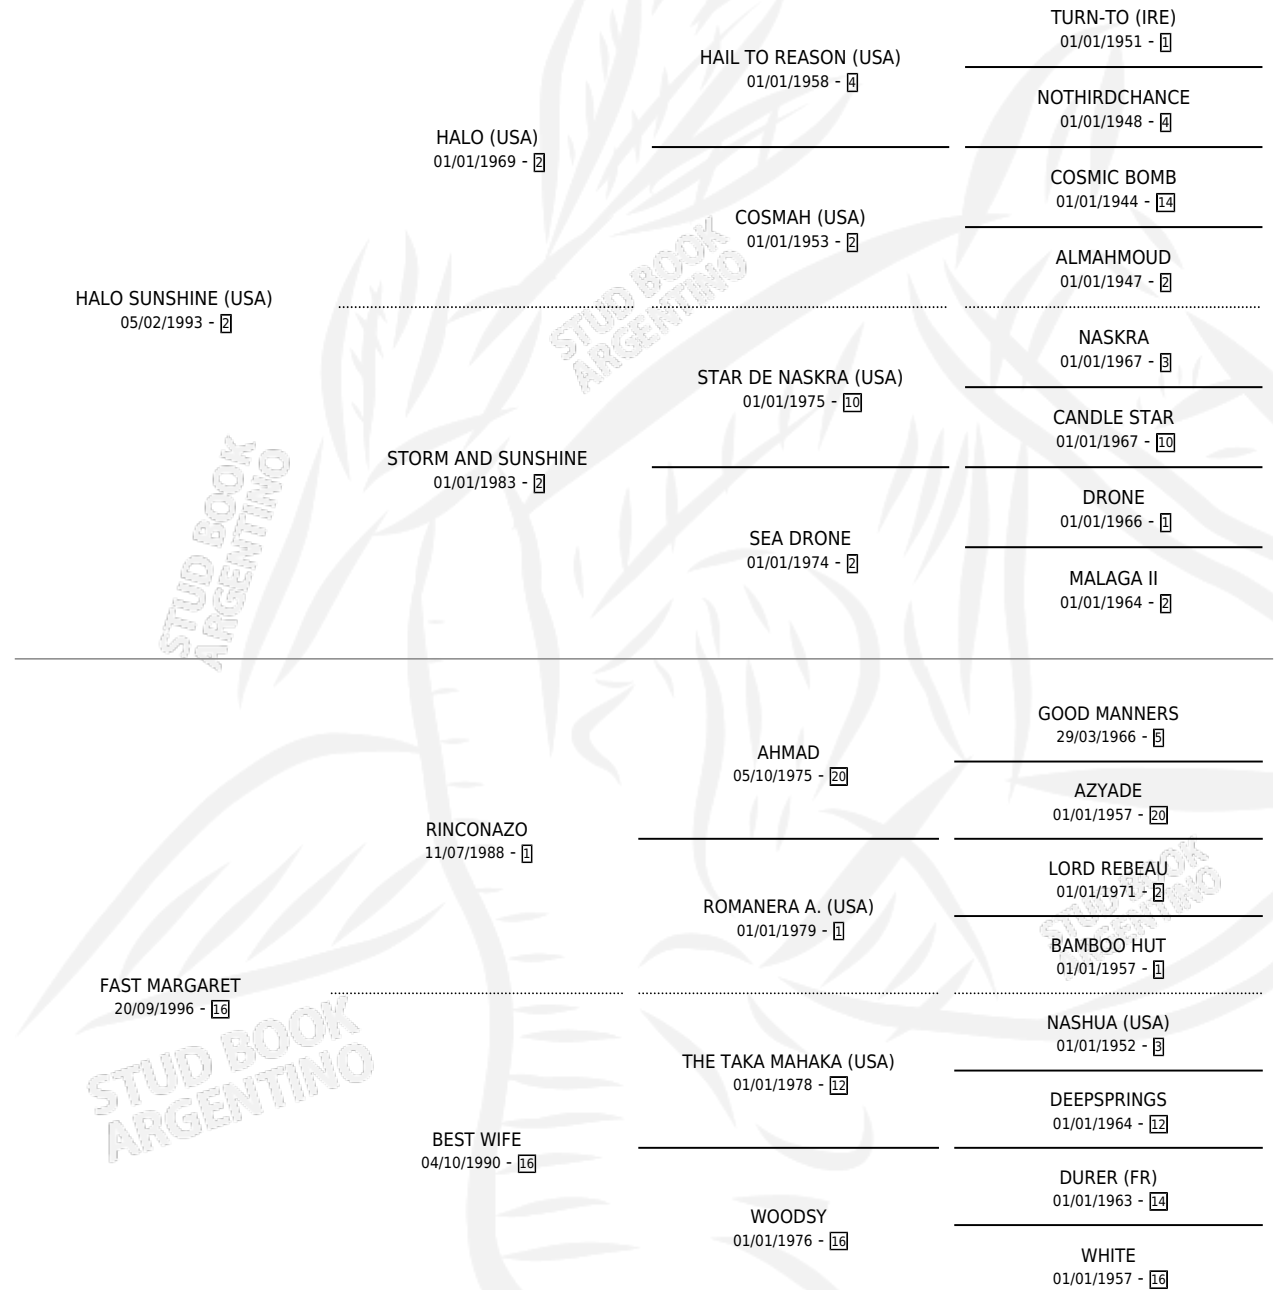 TURN-TO (IRE)
01/01/1951 - 1
HAIL TO REASON (USA)
01/01/1958 - 4
NOTHIRDCHANCE
01/01/1948 - 4
HALO (USA)
01/01/1969 - 2
COSMIC BOMB
01/01/1944 - 14
COSMAH (USA)
01/01/1953 - 2
ALMAHMOUD
01/01/1947 - 2
HALO SUNSHINE (USA)
05/02/1993 - 2
NASKRA
01/01/1967 - 3
STAR DE NASKRA (USA)
01/01/1975 - 10
CANDLE STAR
01/01/1967 - 10
STORM AND SUNSHINE
01/01/1983 - 2
DRONE
01/01/1966 - 1
SEA DRONE
01/01/1974 - 2
MALAGA II
01/01/1964 - 2
GOOD MANNERS
29/03/1966 - 5
AHMAD
05/10/1975 - 20
AZYADE
01/01/1957 - 20
RINCONAZO
11/07/1988 - 1
LORD REBEAU
01/01/1971 - 2
ROMANERA A. (USA)
01/01/1979 - 1
BAMBOO HUT
01/01/1957 - 1
FAST MARGARET
20/09/1996 - 16
NASHUA (USA)
01/01/1952 - 3
THE TAKA MAHAKA (USA)
01/01/1978 - 12
DEEPSPRINGS
01/01/1964 - 12
BEST WIFE
04/10/1990 - 16
DURER (FR)
01/01/1963 - 14
WOODSY
01/01/1976 - 16
WHITE
01/01/1957 - 16
STUD BOOK
ARGENTINO
STUD BOOK
ARGENTINO
STUD BOOK
ARGENTINO
STUD BOOK
ARGENTINO